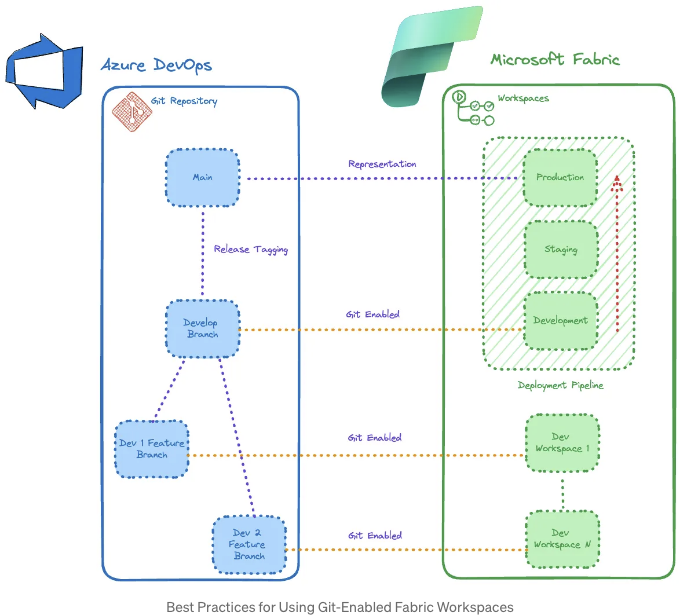 Azure DevOps
Microsoft Fabric
Git Repository
Workspaces
Main
Representation
Production
Release Tagging
Staging
Develop
Branch
Git Enabled
Development
Deployment Pipeline
Dev 1 Feature
Branch
Git Enabled
Dev
Workspace 1
Dev 2
Feature
Branch
Git Enabled
Dev
Workspace N
Best Practices for Using Git-Enabled Fabric Workspaces